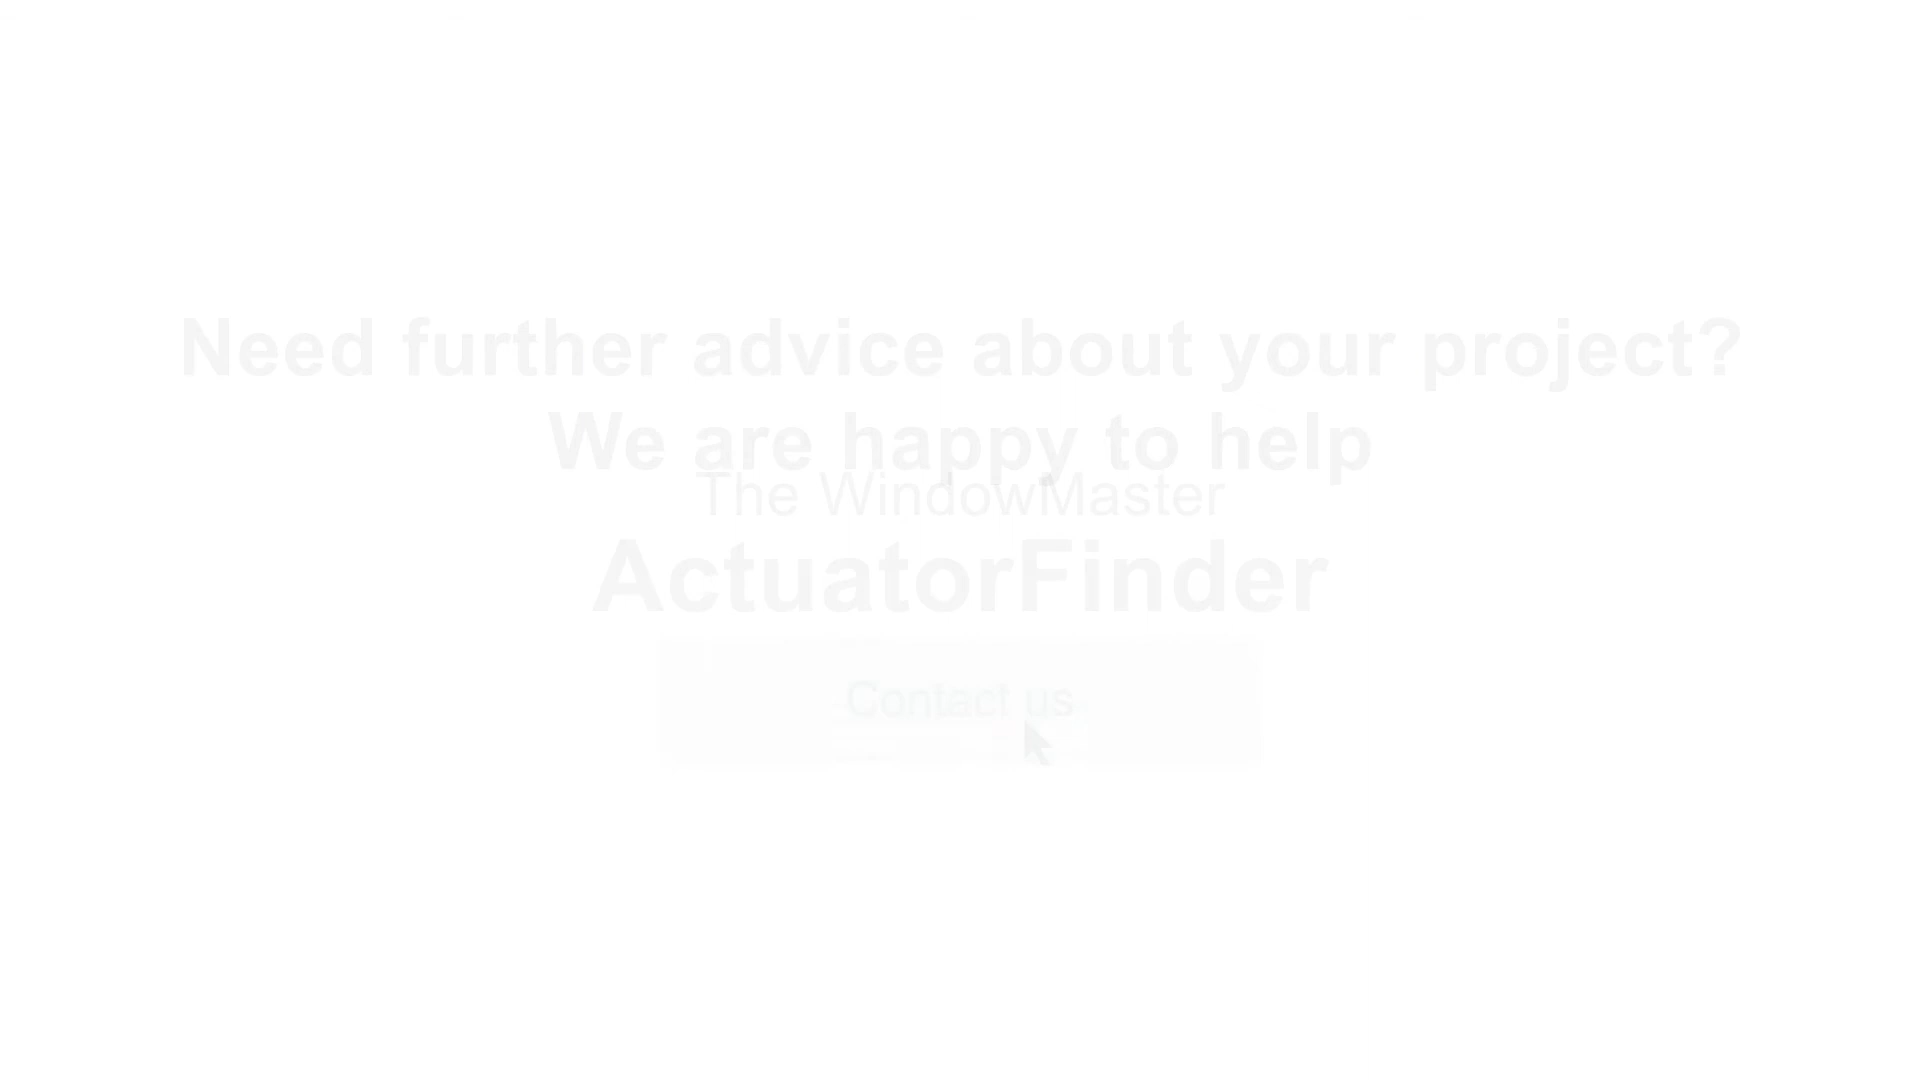 Need further advice about your project?
We are happy to help
The WindowMaster
ActuatorFinder
Contact us